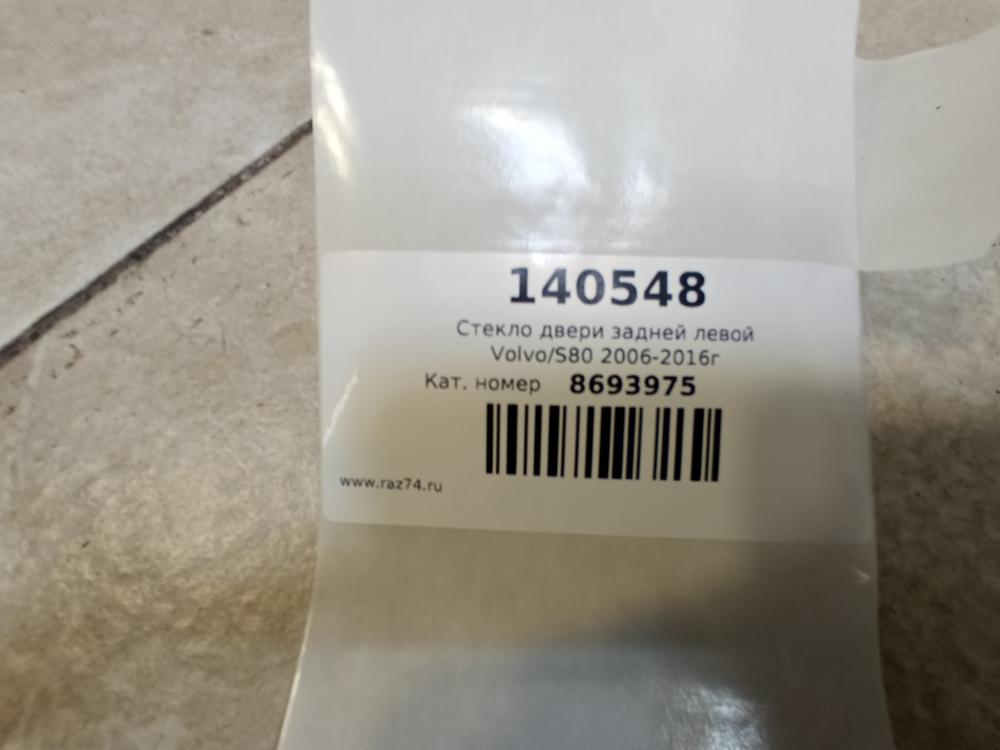 140548
Стекло двери задней левой
Volvo/S80 2006-2016г
Кат. номер 8693975
www.raz74.ru